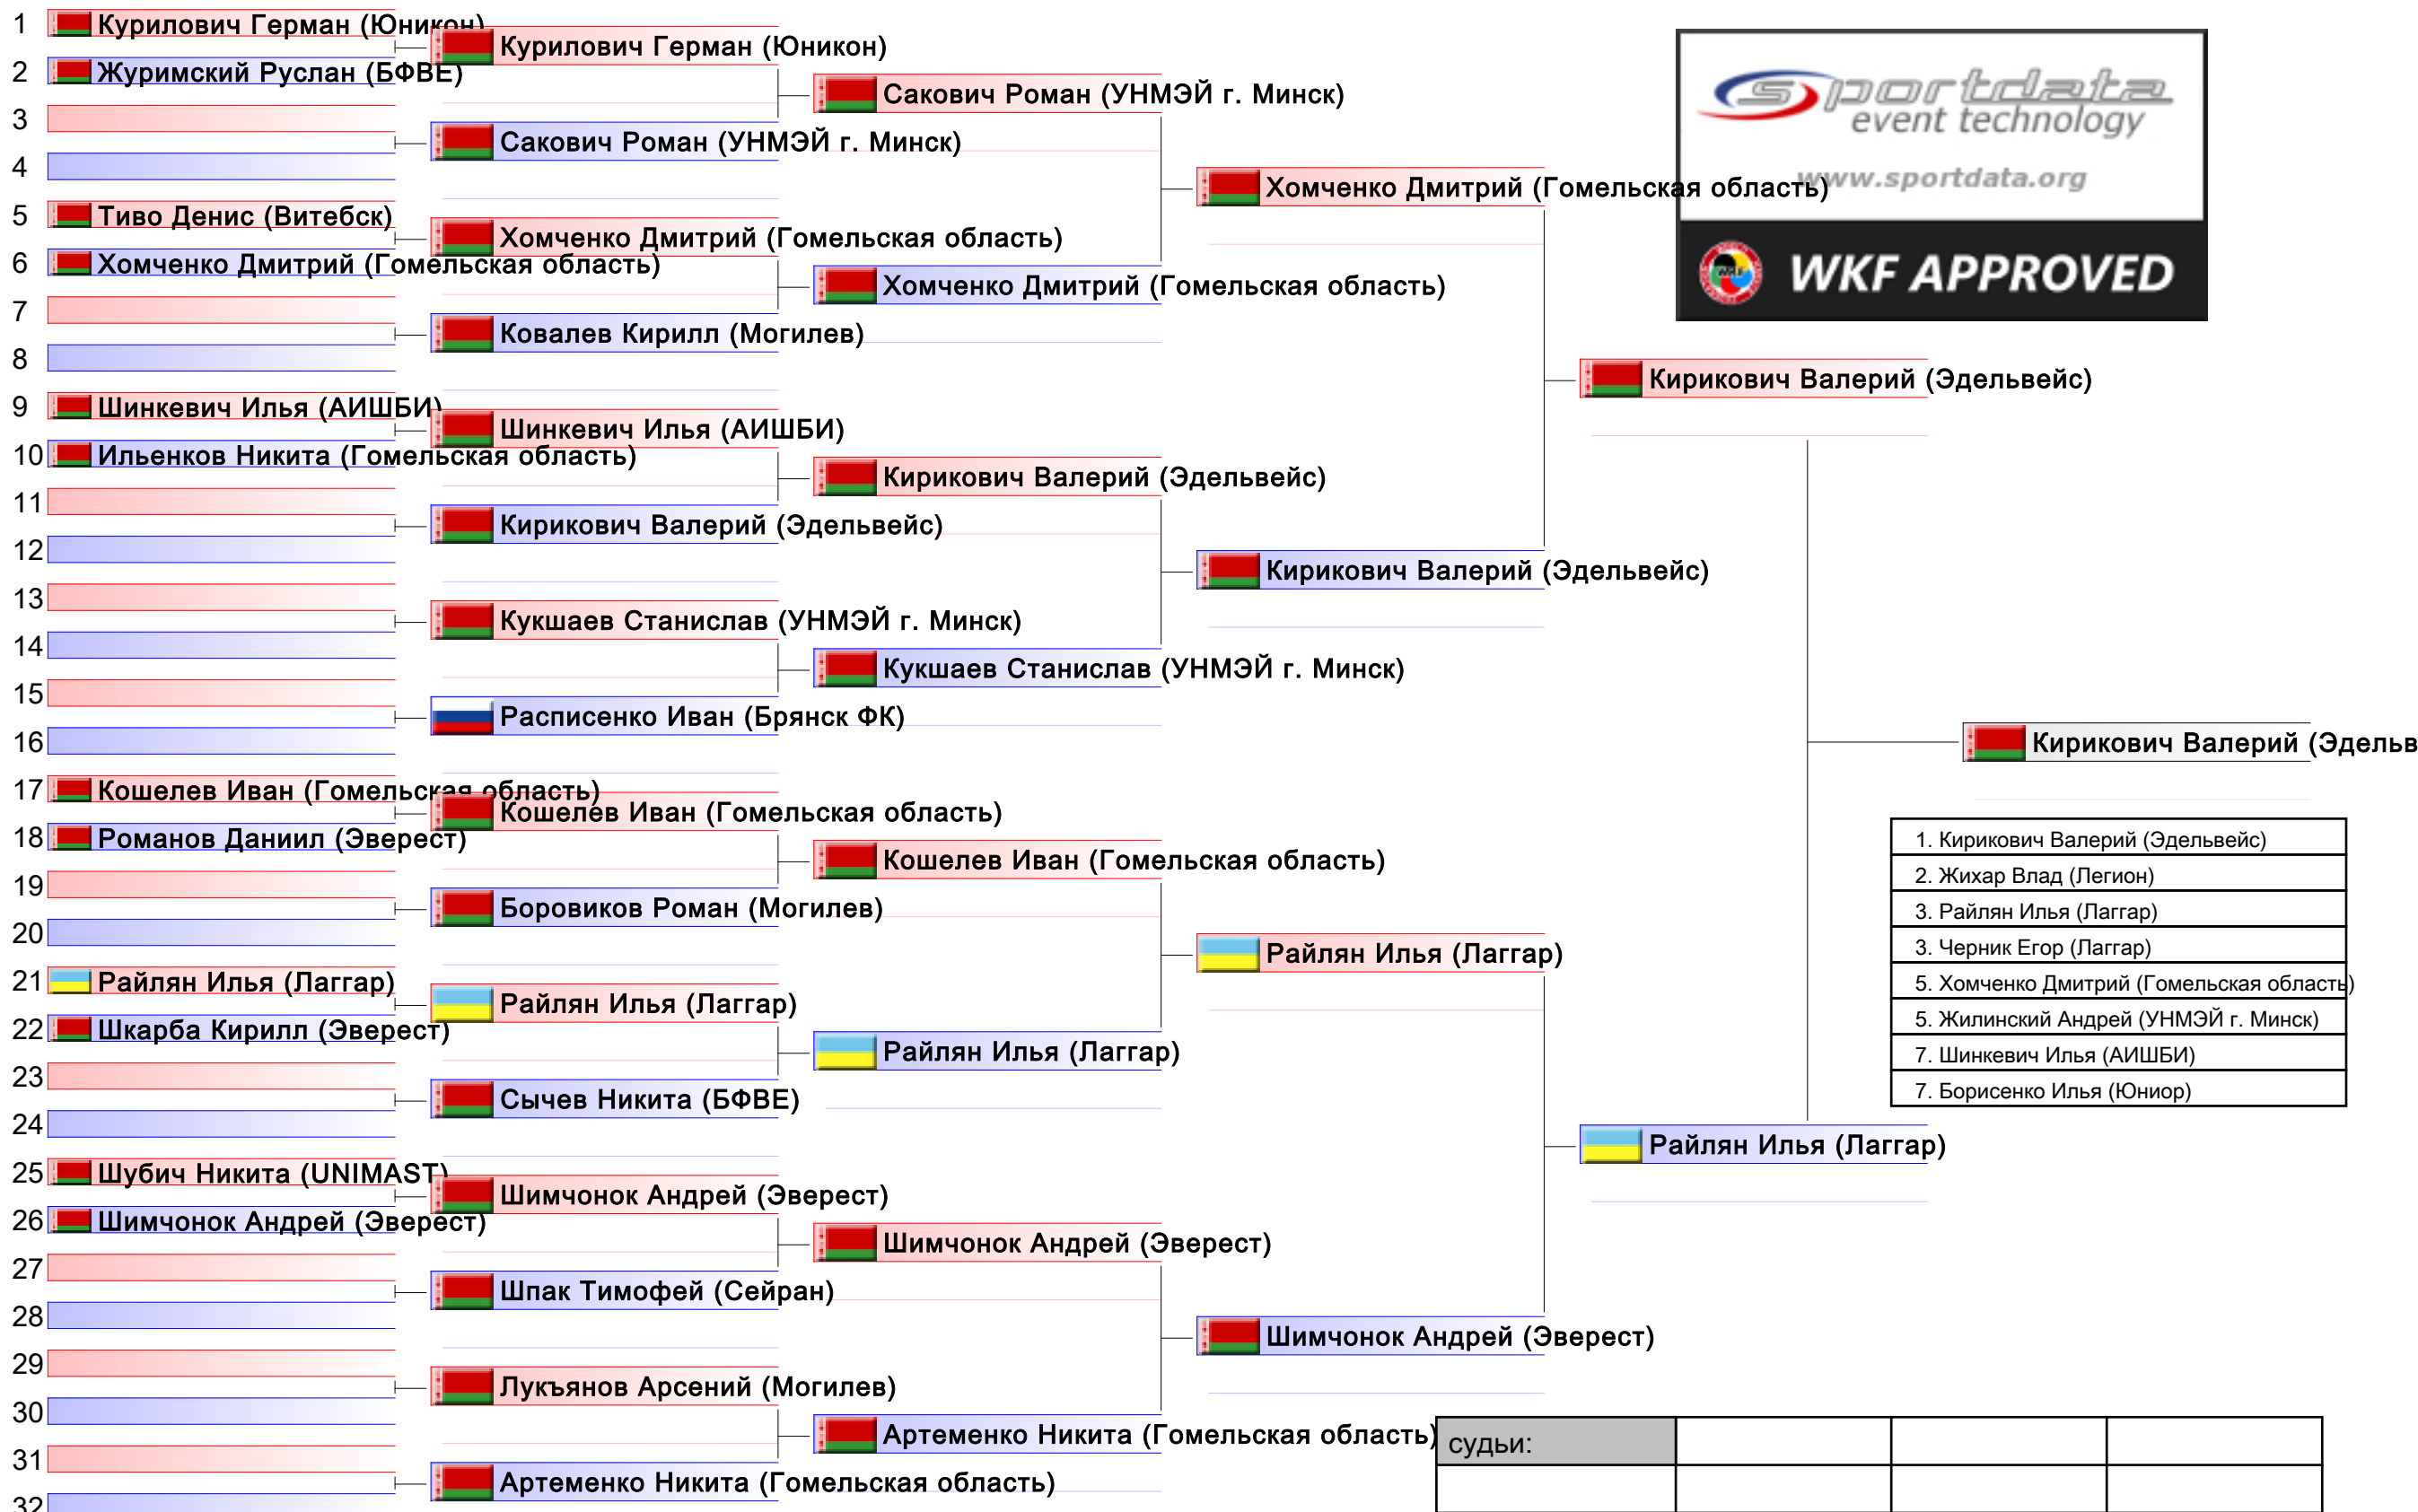 1 Курилович Герман (Юникон)
2 Журимский Руслан (БФВЕ)
3
4
5 Тиво Денис (Витебск)
6 Хомченко Дмитрий (Гомельская область)
7
8
9 Шинкевич Илья (АИШБИ)
10 Ильенков Никита (Гомельская область)
11
12
13
14
15
16
17 Кошелев Иван (Гомельская область)
18 Романов Даниил (Эверест)
19
20
21 Райлян Илья (Лаггар)
22 Шкарба Кирилл (Эверест)
23
24
25 Шубич Никита (UNIMAST)
26 Шимчонок Андрей (Эверест)
27
28
29
30
31
32
Курилович Герман (Юникон)
Сакович Роман (УНМЭЙ г. Минск)
Хомченко Дмитрий (Гомельская область)
Ковалев Кирилл (Могилев)
Шинкевич Илья (АИШБИ)
Кирикович Валерий (Эдельвейс)
Кукшаев Станислав (УНМЭЙ г. Минск)
Расписенко Иван (Брянск ФК)
Кошелев Иван (Гомельская область)
Боровиков Роман (Могилев)
Райлян Илья (Лаггар)
Сычев Никита (БФВЕ)
Шимчонок Андрей (Эверест)
Шпак Тимофей (Сейран)
Лукъянов Арсений (Могилев)
Артеменко Никита (Гомельская область)
Сакович Роман (УНМЭЙ г. Минск)
Хомченко Дмитрий (Гомельская область)
Кирикович Валерий (Эдельвейс)
Кукшаев Станислав (УНМЭЙ г. Минск)
Кошелев Иван (Гомельская область)
Райлян Илья (Лаггар)
Шимчонок Андрей (Эверест)
Артеменко Никита (Гомельская область)
Хомченко Дмитрий (Гомельская область)
Кирикович Валерий (Эдельвейс)
Райлян Илья (Лаггар)
Шимчонок Андрей (Эверест)
Кирикович Валерий (Эдельвейс)
Райлян Илья (Лаггар)
Кирикович Валерий (Эдельв
sportdata
event technology
www.sportdata.org
WKF
WKF APPROVED
1. Кирикович Валерий (Эдельвейс)
2. Жихар Влад (Легион)
3. Райлян Илья (Лаггар)
3. Черник Егор (Лаггар)
5. Хомченко Дмитрий (Гомельская область)
5. Жилинский Андрей (УНМЭЙ г. Минск)
7. Шинкевич Илья (АИШБИ)
7. Борисенко Илья (Юниор)
судьи: